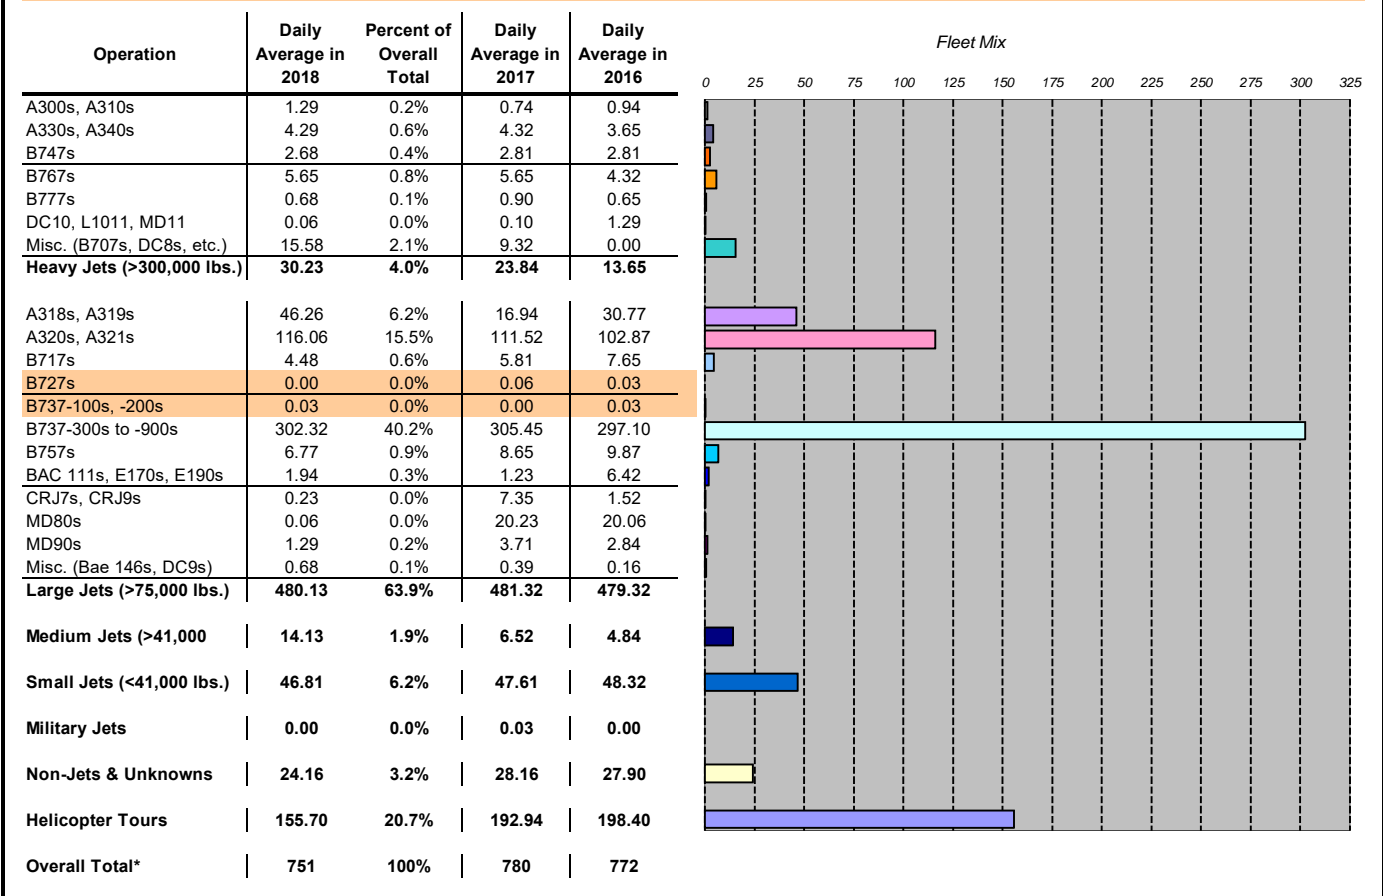 Operation Daily Average in 2018 Percent of Overall Total Daily Average in 2017 Daily Average in 2016
Fleet Mix
0 25 50 75 100 125 150 175 200 225 250 275 300 325
A300s, A310s 1.29 0.2% 0.74 0.94
A330s, A340s 4.29 0.6% 4.32 3.65
B747s 2.68 0.4% 2.81 2.81
B767s 5.65 0.8% 5.65 4.32
B777s 0.68 0.1% 0.90 0.65
DC10, L1011, MD11 0.06 0.0% 0.10 1.29
Misc. (B707s, DC8s, etc.) 15.58 2.1% 9.32 0.00
Heavy Jets (>300,000 lbs.) 30.23 4.0% 23.84 13.65
A318s, A319s 46.26 6.2% 16.94 30.77
A320s, A321s 116.06 15.5% 111.52 102.87
B717s 4.48 0.6% 5.81 7.65
B727s 0.00 0.0% 0.06 0.03
B737-100s, -200s 0.03 0.0% 0.00 0.03
B737-300s to -900s 302.32 40.2% 305.45 297.10
B757s 6.77 0.9% 8.65 9.87
BAC 111s, E170s, E190s 1.94 0.3% 1.23 6.42
CRJ7s, CRJ9s 0.23 0.0% 7.35 1.52
MD80s 0.06 0.0% 20.23 20.06
MD90s 1.29 0.2% 3.71 2.84
Misc. (Bae 146s, DC9s) 0.68 0.1% 0.39 0.16
Large Jets (>75,000 lbs.) 480.13 63.9% 481.32 479.32
Medium Jets (>41,000 14.13 1.9% 6.52 4.84
Small Jets (<41,000 lbs.) 46.81 6.2% 47.61 48.32
Military Jets 0.00 0.0% 0.03 0.00
Non-Jets & Unknowns 24.16 3.2% 28.16 27.90
Helicopter Tours 155.70 20.7% 192.94 198.40
Overall Total* 751 100% 780 772